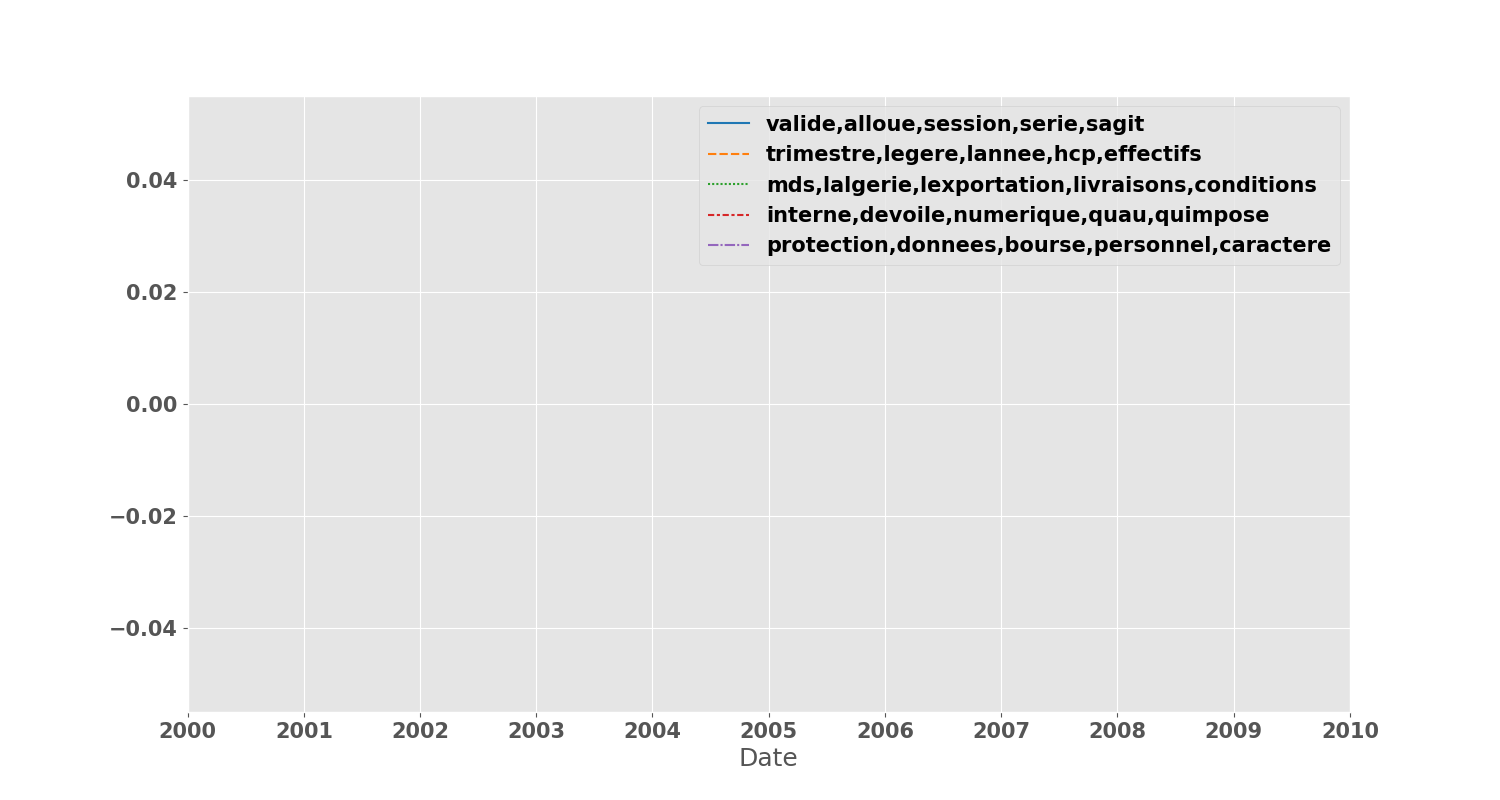 valide,alloue,session,serie,sagit
trimestre,legere,lannee,hcp,effectifs
mds,lalgerie,lexportation,livraisons,conditions
interne,devoile,numerique,quau,quimpose
protection,donnees,bourse,personnel,caractere
0.04
0.02
0.00
−0.02
−0.04
2000 2001 2002 2003 2004 2005 2006 2007 2008 2009 2010
Date